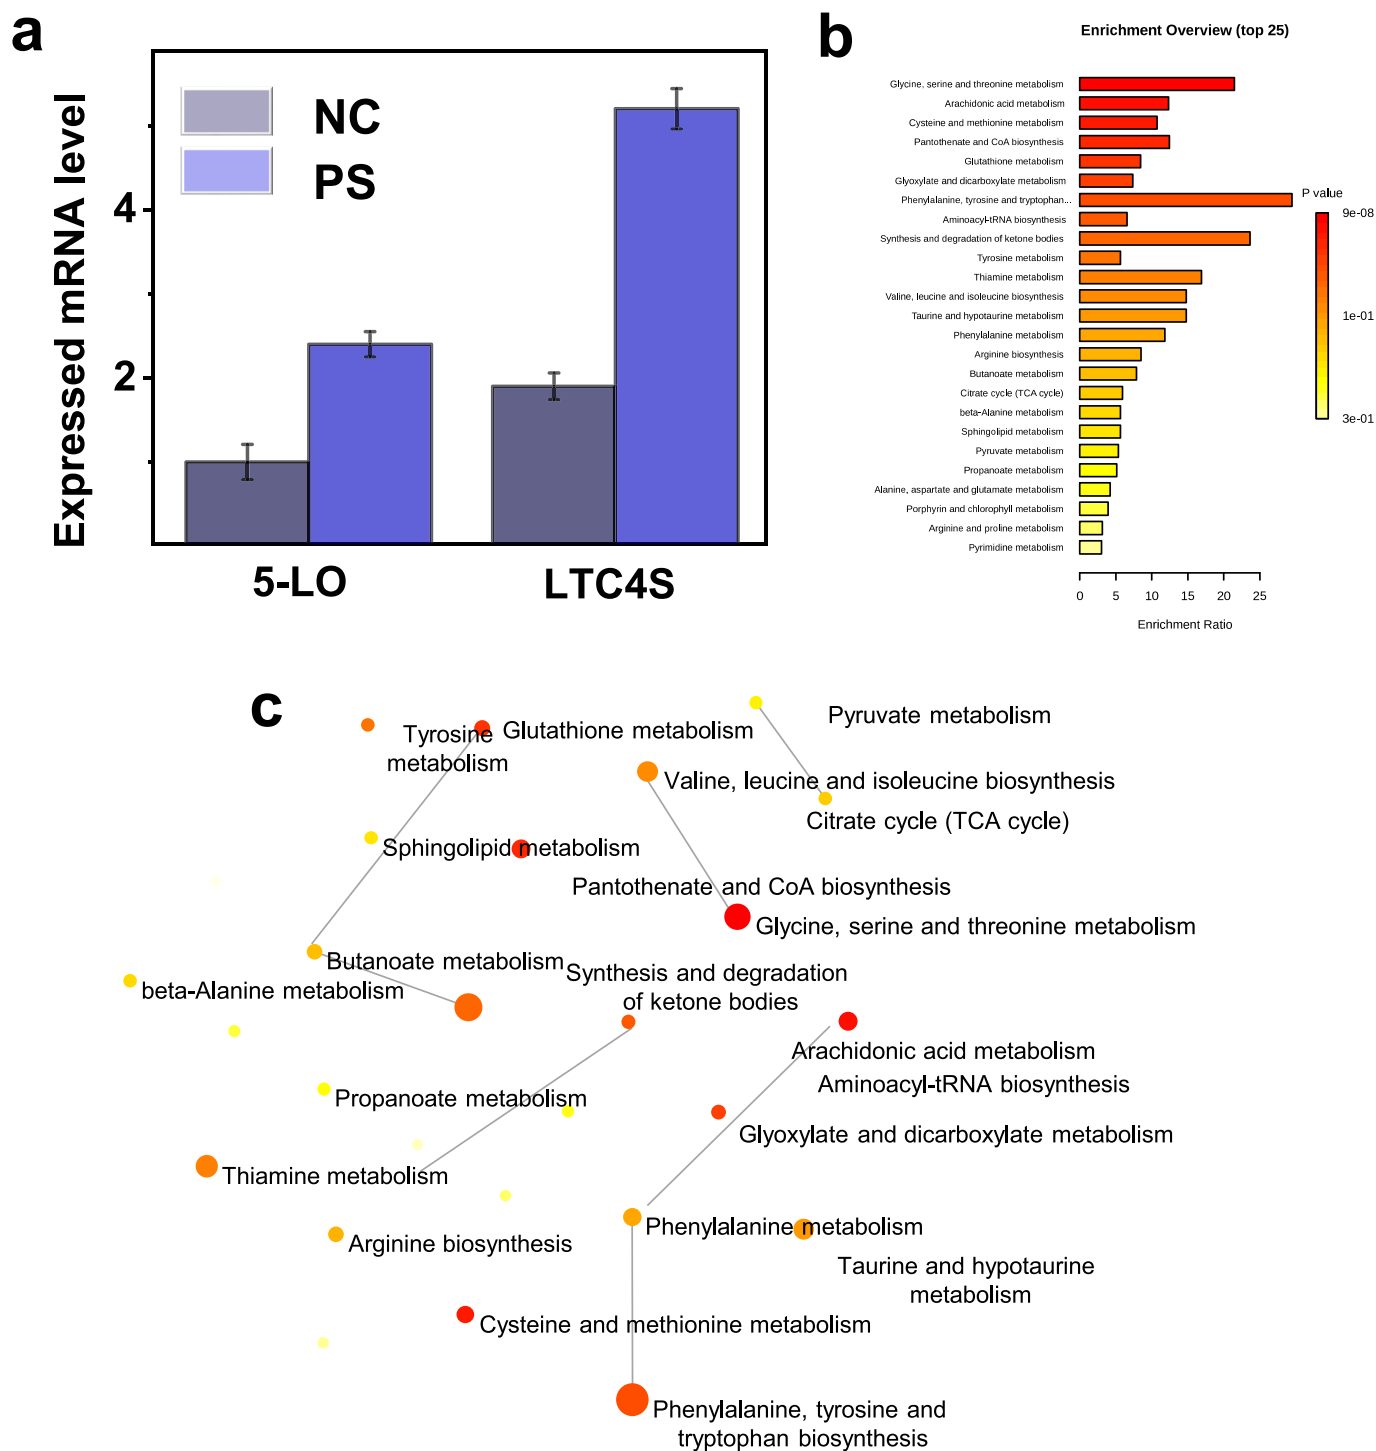 a
NC
PS
Expressed mRNA level
4
2
5-LO
LTC4S
b
Enrichment Overview (top 25)
Glycine, serine and threonine metabolism
Arachidonic acid metabolism
Cysteine and methionine metabolism
Pantothenate and CoA biosynthesis
Glutathione metabolism
Glyoxylate and dicarboxylate metabolism
Phenylalanine, tyrosine and tryptophan...
Aminoacyl-tRNA biosynthesis
Synthesis and degradation of ketone bodies
Tyrosine metabolism
Thiamine metabolism
Valine, leucine and isoleucine biosynthesis
Taurine and hypotaurine metabolism
Phenylalanine metabolism
Arginine biosynthesis
Butanoate metabolism
Citrate cycle (TCA cycle)
beta-Alanine metabolism
Sphingolipid metabolism
Pyruvate metabolism
Propanoate metabolism
Alanine, aspartate and glutamate metabolism
Porphyrin and chlorophyll metabolism
Arginine and proline metabolism
Pyrimidine metabolism
0 5 10 15 20 25
Enrichment Ratio
P value
9e-08
1e-01
3e-01
c
Tyrosine
metabolism
Glutathione metabolism
Pyruvate metabolism
Valine, leucine and isoleucine biosynthesis
Citrate cycle (TCA cycle)
Sphingolipid metabolism
Pantothenate and CoA biosynthesis
Glycine, serine and threonine metabolism
Butanoate metabolism
beta-Alanine metabolism
Synthesis and degradation
of ketone bodies
Arachidonic acid metabolism
Aminoacyl-tRNA biosynthesis
Propanoate metabolism
Glyoxylate and dicarboxylate metabolism
Thiamine metabolism
Arginine biosynthesis
Phenylalanine metabolism
Taurine and hypotaurine
metabolism
Cysteine and methionine metabolism
Phenylalanine, tyrosine and
tryptophan biosynthesis